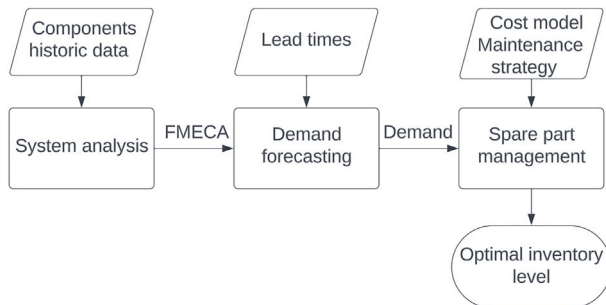 Components
historic data
Lead times
Cost model
Maintenance
strategy
System analysis
FMECA
Demand
forecasting
Demand
Spare part
management
Optimal inventory
level